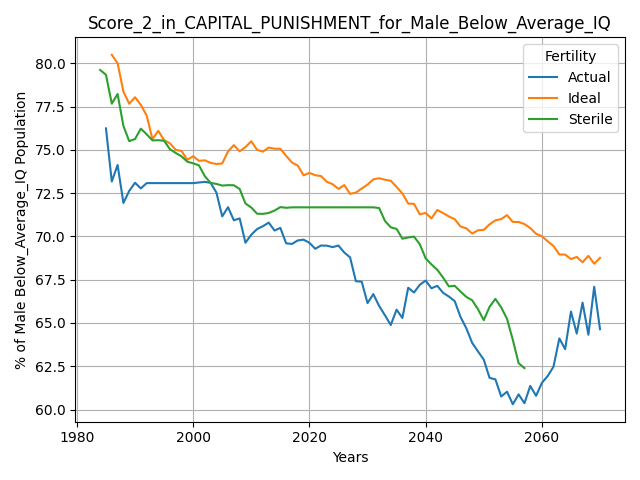 Score_2_in_CAPITAL_PUNISHMENT_for_Male_Below_Average_IQ
Fertility
Actual
Ideal
Sterile
% of Male Below_Average_IQ Population
80.0
77.5
75.0
72.5
70.0
67.5
65.0
62.5
60.0
1980
2000
2020
2040
2060
Years